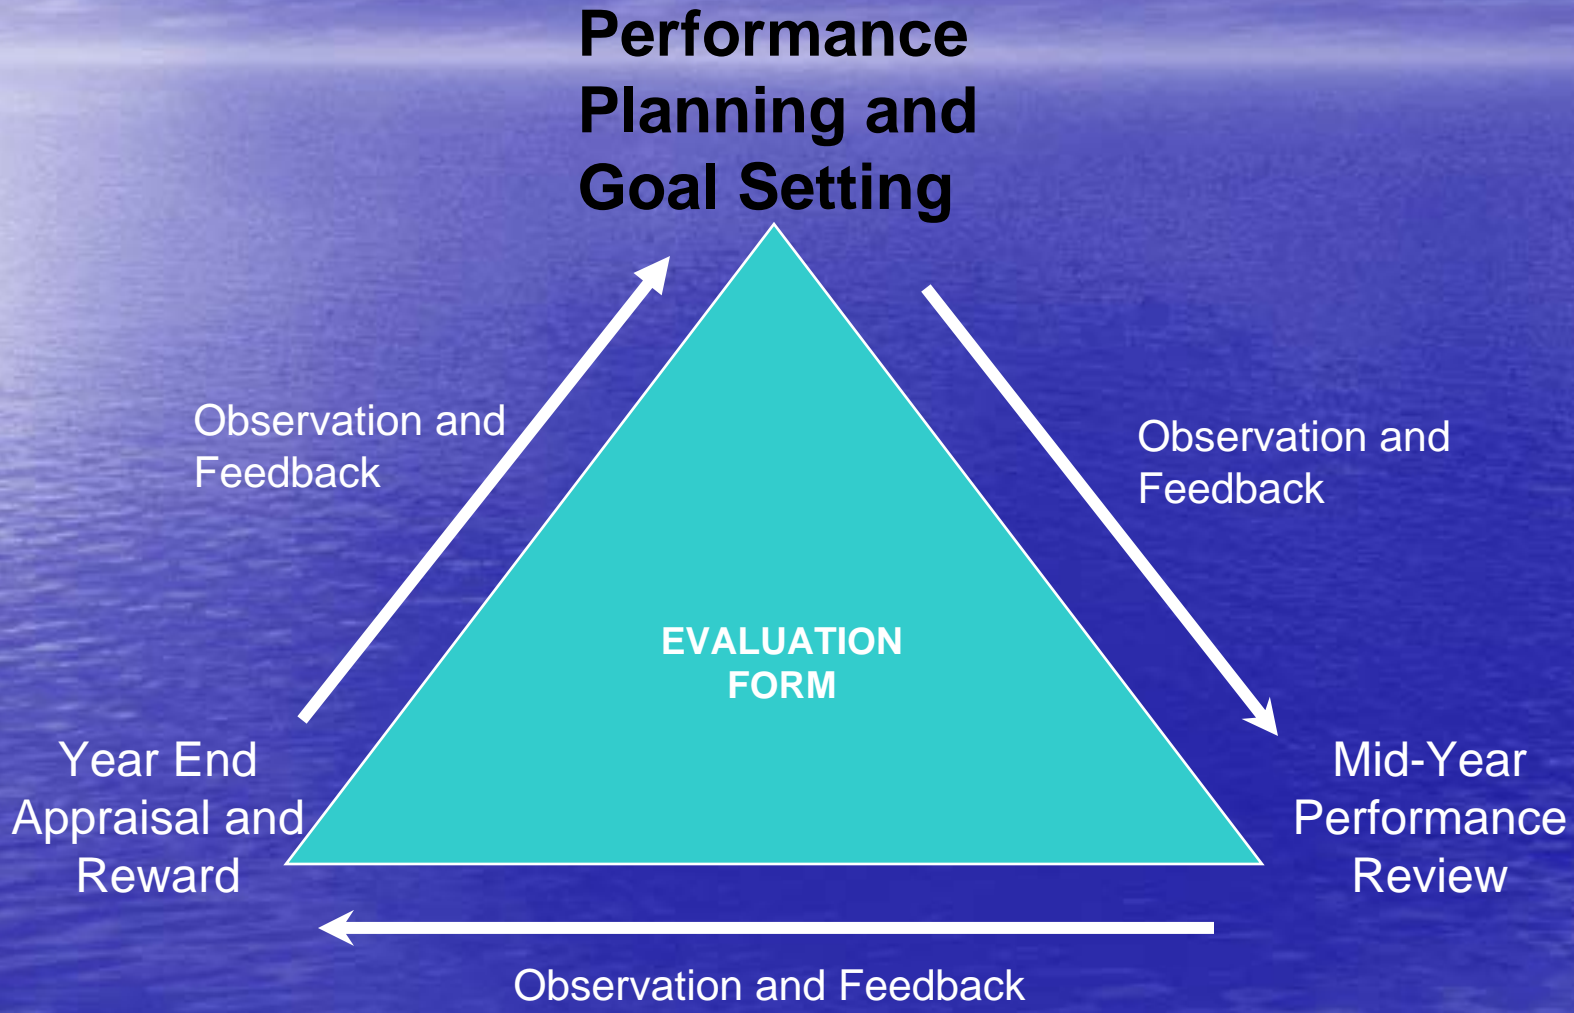 Performance
Planning and
Goal Setting
Observation and
Feedback
Observation and
Feedback
EVALUATION
FORM
Year End
Appraisal and
Reward
Mid-Year
Performance
Review
Observation and Feedback